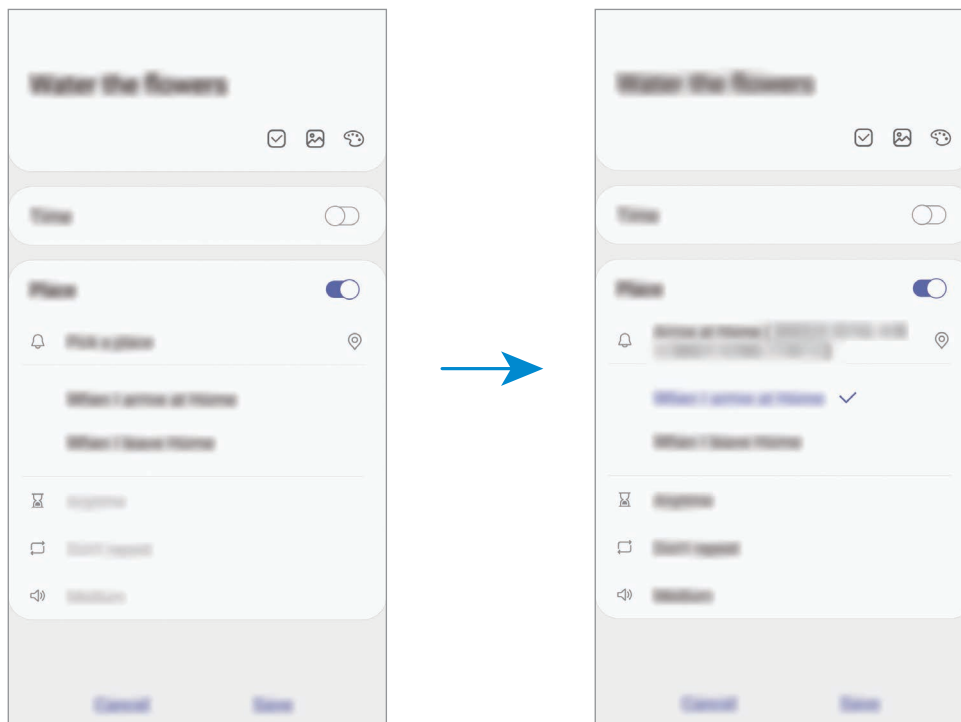 Water the flowers
Time
Place
Pick a place
When I arrive at Home
When I leave Home
Anytime
Don't repeat
Medium
Cancel
Save
Water the flowers
Time
Place
Arrive at Home (
When I arrive at Home
When I leave Home
Anytime
Don't repeat
Medium
Cancel
Save